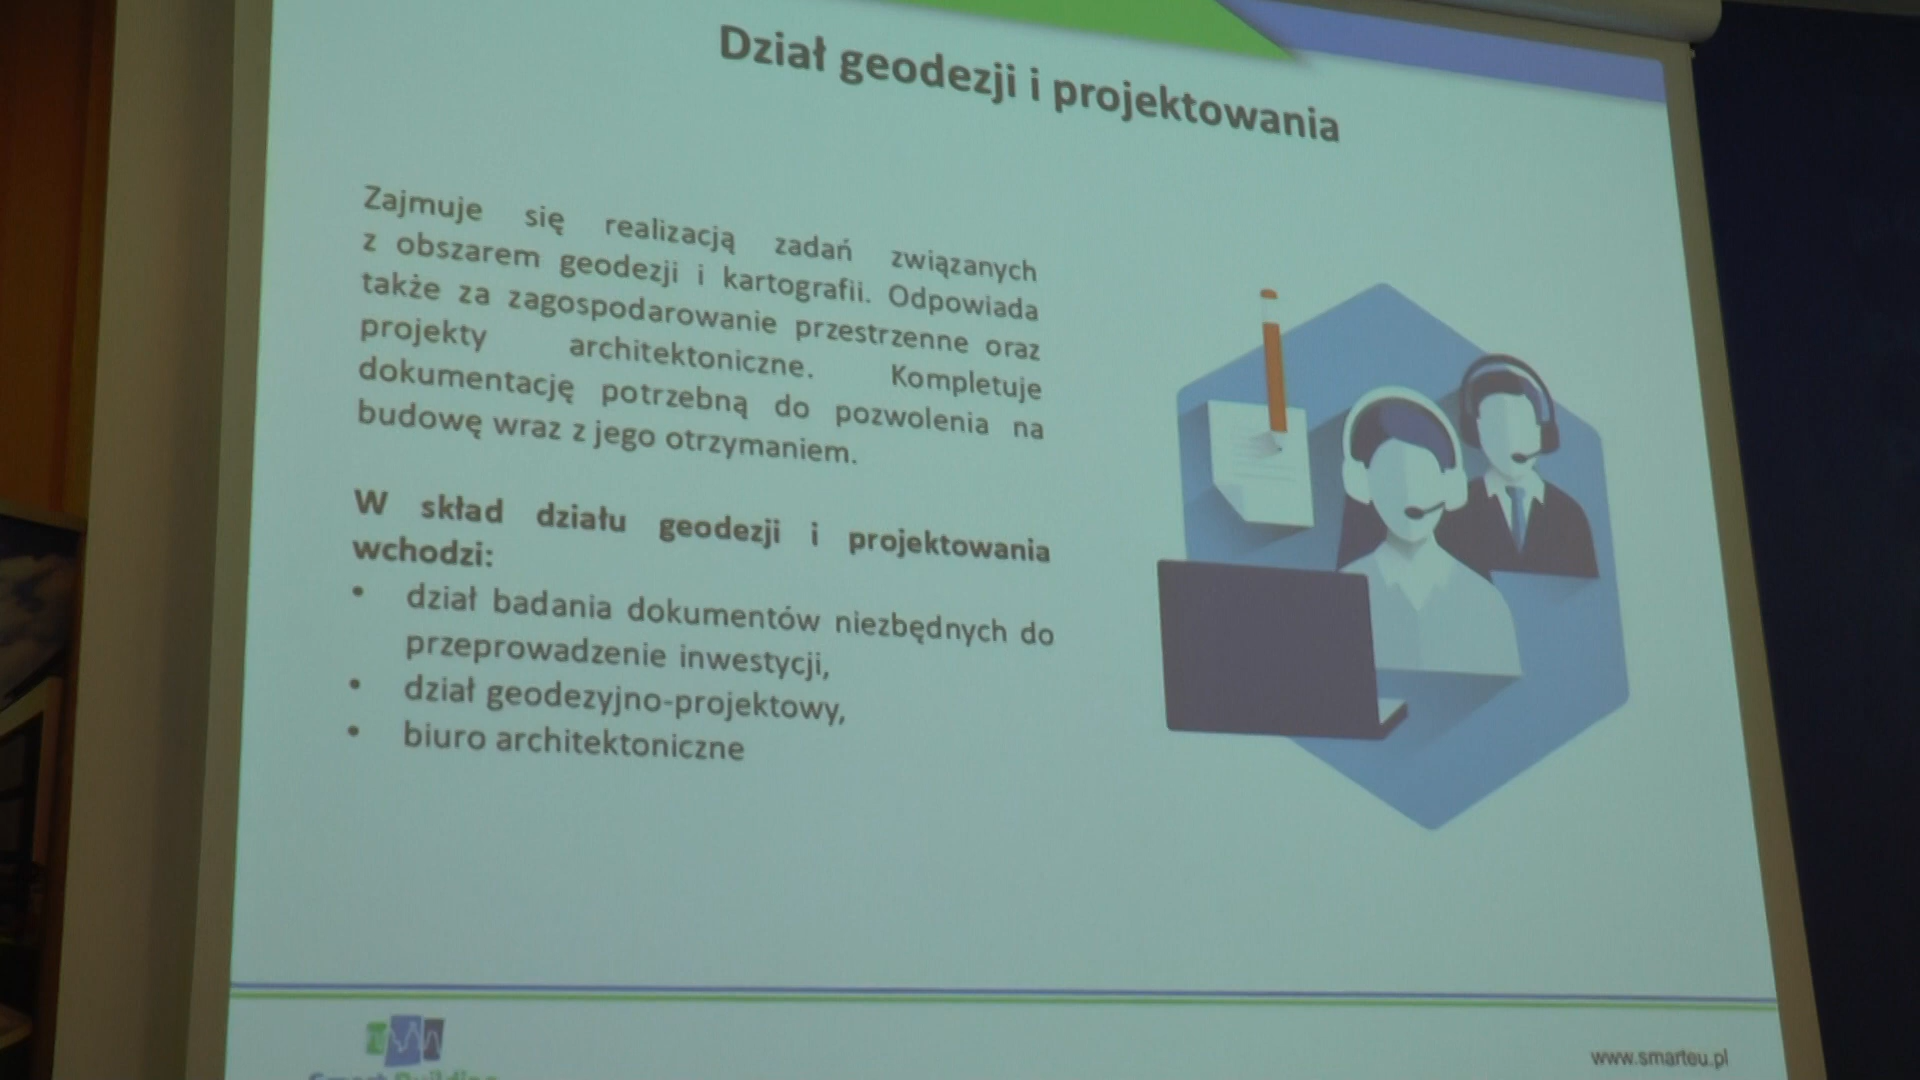 Dział geodezji i projektowania
Zajmuje się realizacją zadań związanych
z obszarem geodezji i kartografii. Odpowiada
także za zagospodarowanie przestrzenne oraz
projekty architektoniczne. Kompletuje
dokumentację potrzebną do pozwolenia na
budowę wraz z jego otrzymaniem.
W skład działu geodezji i projektowania
wchodzi:
• dział badania dokumentów niezbędnych do
przeprowadzenie inwestycji,
• dział geodezyjno-projektowy,
• biuro architektoniczne
www.smarteu.pl